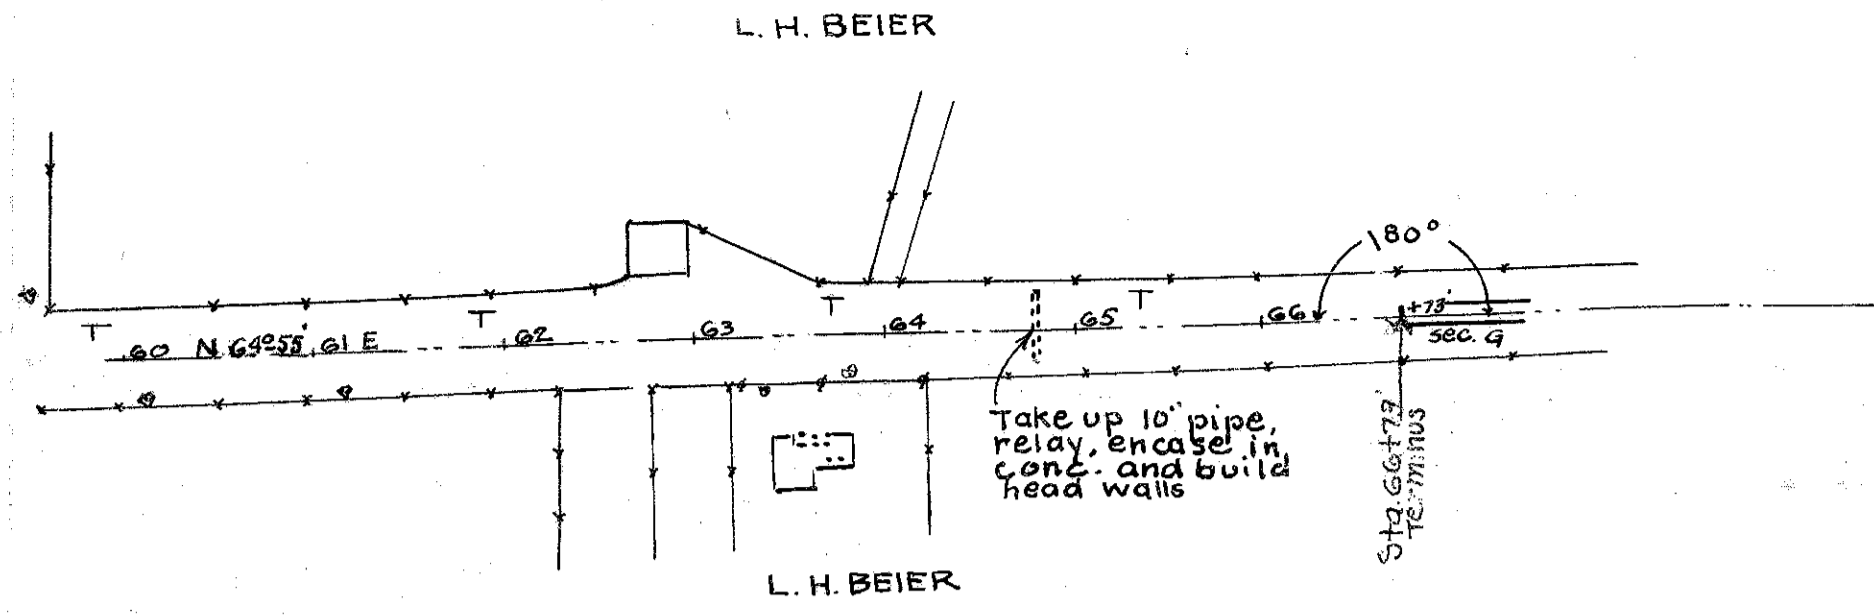 L. H. BEIER
180°
T
T
T
T
60 N 64°55' 61 E 62 63 64 65 66 +73'
sec. G
Take up 10" pipe,
relay, encase in
conc. and build
head walls
Sta. 66+73'
Terminus
L. H. BEIER